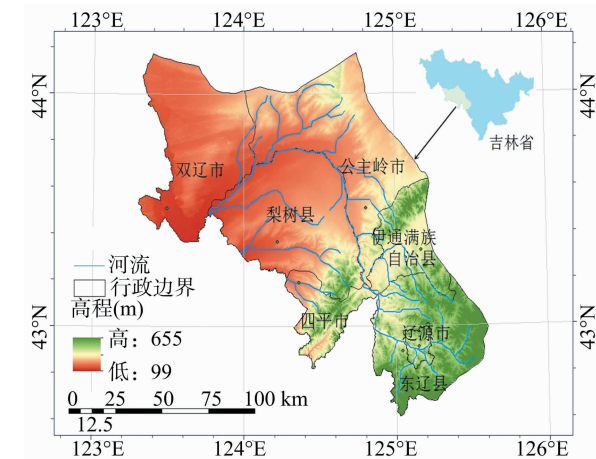 123°E 124°E 125°E 126°E
44°N 44°N
吉林省
双辽市 公主岭市
梨树县
伊通满族
自治县
河流
行政边界
高程(m)
43°N 43°N
四平市 辽源市
高：655
低：99
东辽县
0 25 50 75 100 km
12.5
123°E 124°E 125°E 126°E